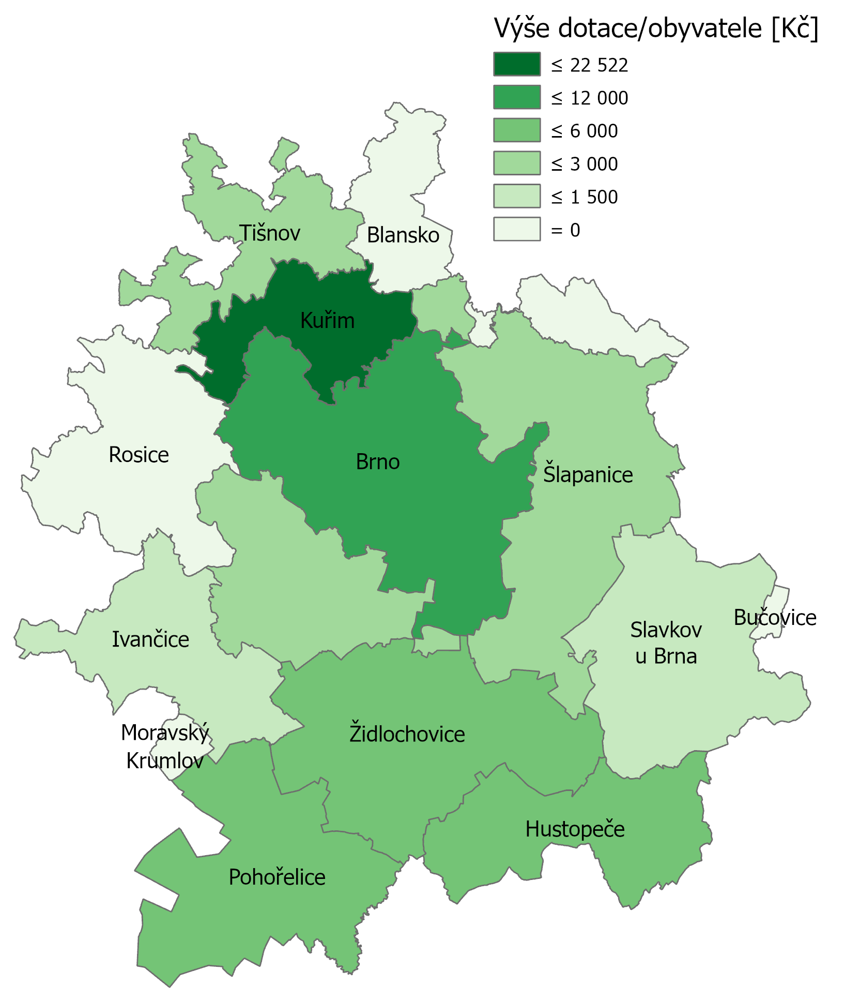 Výše dotace/obyvatele [Kč]
≤ 22 522
≤ 12 000
≤ 6 000
≤ 3 000
≤ 1 500
= 0
Tišnov
Blansko
Kuřim
Rosice
Brno
Šlapanice
Ivančice
Slavkov
u Brna
Bučovice
Moravský
Krumlov
Židlochovice
Hustopeče
Pohořelice